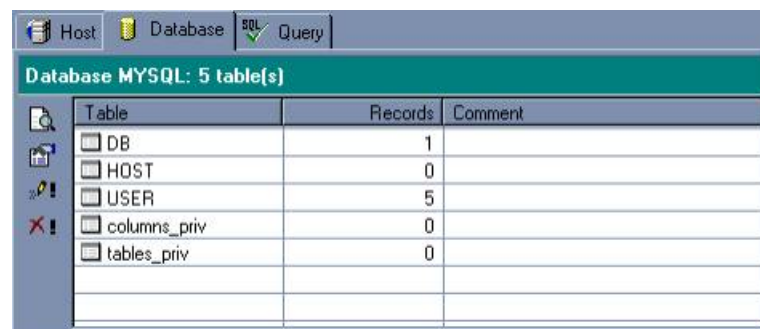 Host Database SQL Query
Database MYSQL: 5 table(s)
Table Records Comment
DB 1
HOST 0
USER 5
columns_priv 0
tables_priv 0